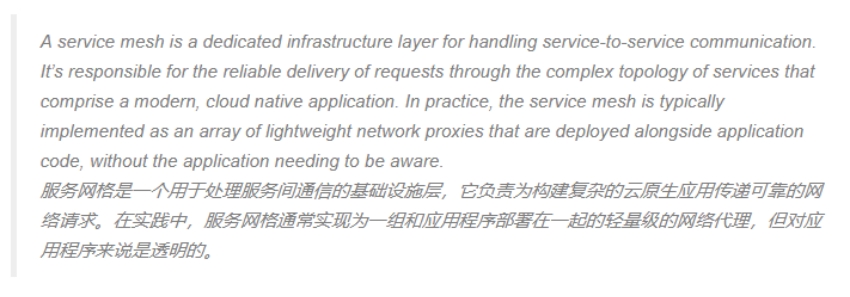 A service mesh is a dedicated infrastructure layer for handling service-to-service communication.
It’s responsible for the reliable delivery of requests through the complex topology of services that
comprise a modern, cloud native application. In practice, the service mesh is typically
implemented as an array of lightweight network proxies that are deployed alongside application
code, without the application needing to be aware.
服务网格是一个用于处理服务间通信的基础设施层，它负责为构建复杂的云原生应用传递可靠的网
络请求。在实践中，服务网格通常实现为一组和应用程序部署在一起的轻量级的网络代理，但对应
用程序来说是透明的。